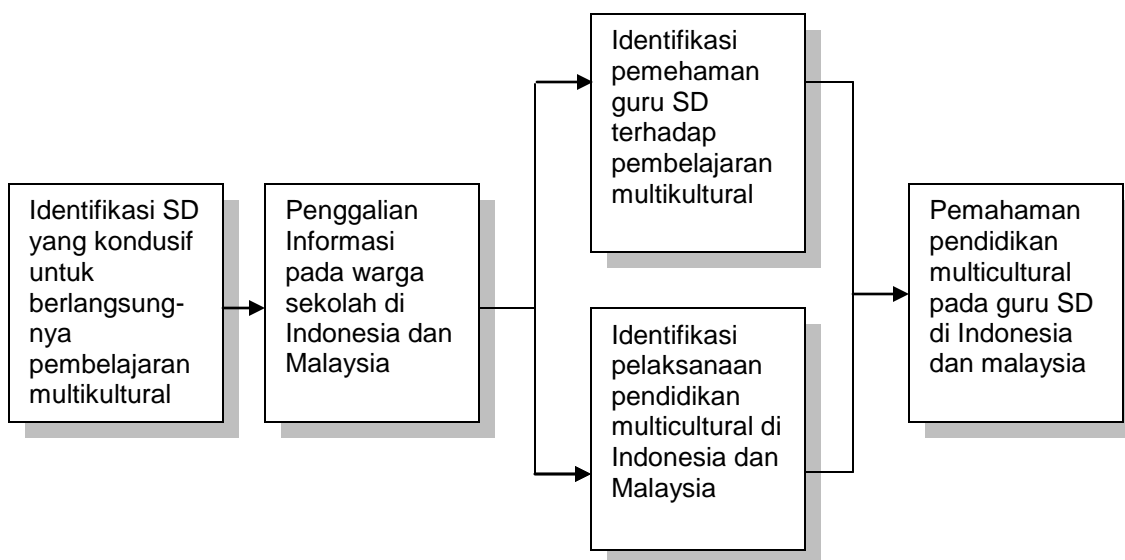 Identifikasi SD
yang kondusif
untuk
berlangsung-
nya
pembelajaran
multikultural
Penggalian
Informasi
pada warga
sekolah di
Indonesia dan
Malaysia
Identifikasi
pemehaman
guru SD
terhadap
pembelajaran
multikultural
Identifikasi
pelaksanaan
pendidikan
multicultural di
Indonesia dan
Malaysia
Pemahaman
pendidikan
multicultural
pada guru SD
di Indonesia
dan malaysia